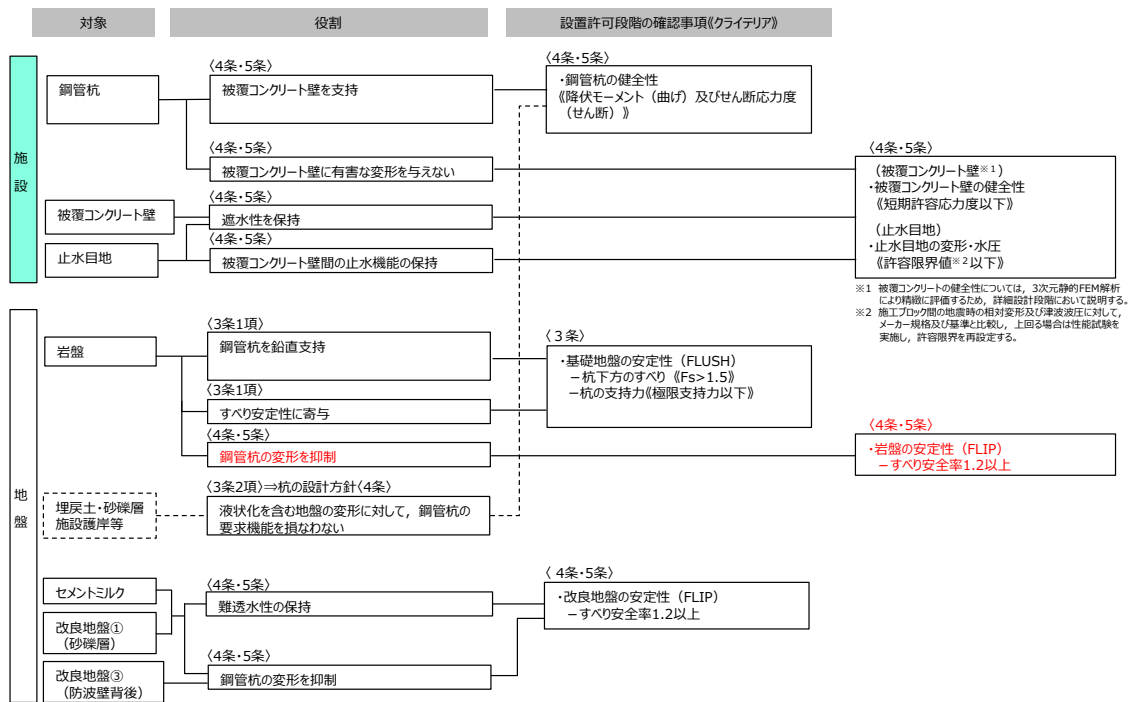 対象
役割
設置許可段階の確認事項《クライテリア》
施設
鋼管杭
〈4条・5条〉
被覆コンクリート壁を支持
〈4条・5条〉
・鋼管杭の健全性
《降伏モーメント（曲げ）及びせん断応力度
（せん断）》
〈4条・5条〉
被覆コンクリート壁に有害な変形を与えない
被覆コンクリート壁
〈4条・5条〉
遮水性を保持
止水目地
〈4条・5条〉
被覆コンクリート壁間の止水機能の保持
〈4条・5条〉
（被覆コンクリート壁※1）
・被覆コンクリート壁の健全性
《短期許容応力度以下》
（止水目地）
・止水目地の変形・水圧
《許容限界値※2以下》
※1 被覆コンクリートの健全性については，3次元静的FEM解析
により精緻に評価するため，詳細設計段階において説明する。
※2 施工ブロック間の地震時の相対変形及び津波波圧に対して，
メーカー規格及び基準と比較し，上回る場合は性能試験を
実施し，許容限界を再設定する。
地盤
岩盤
〈3条1項〉
鋼管杭を鉛直支持
〈3条1項〉
すべり安定性に寄与
〈4条・5条〉
鋼管杭の変形を抑制
〈３条〉
・基礎地盤の安定性（FLUSH）
－杭下方のすべり《Fs>1.5》
－杭の支持力《極限支持力以下》
〈4条・5条〉
・岩盤の安定性（FLIP）
－すべり安全率1.2以上
埋戻土・砂礫層
施設護岸等
〈3条2項〉⇒杭の設計方針〈4条〉
液状化を含む地盤の変形に対して，鋼管杭の
要求機能を損なわない
セメントミルク
改良地盤①
（砂礫層）
改良地盤③
（防波壁背後）
〈4条・5条〉
難透水性の保持
〈4条・5条〉
鋼管杭の変形を抑制
〈 4条・5条〉
・改良地盤の安定性（FLIP）
－すべり安全率1.2以上